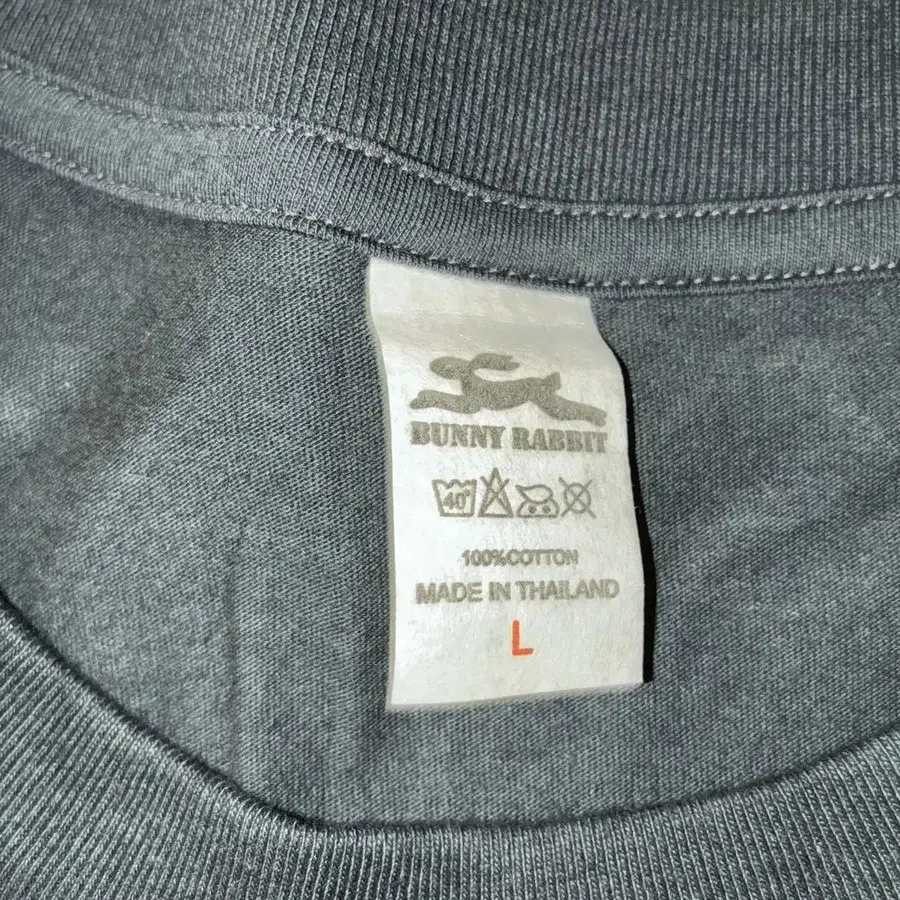 BUNNY RABBIT
40°
100%COTTON
MADE IN THAILAND
L